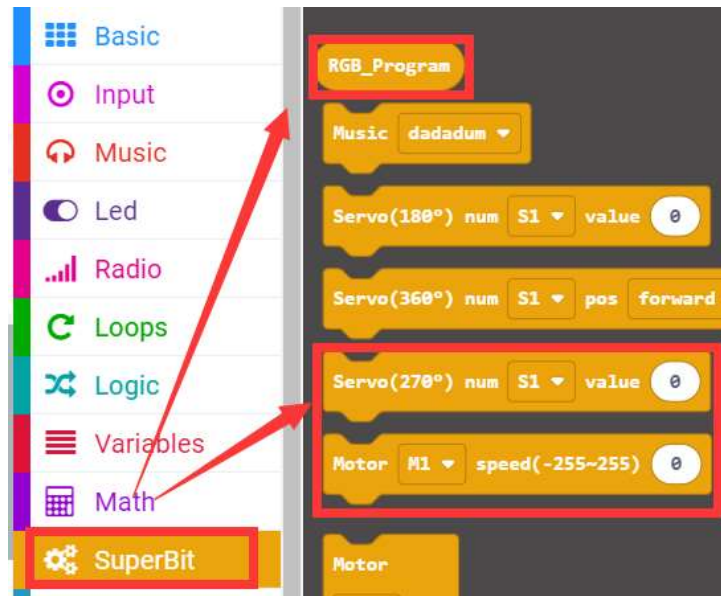 Basic
Input
Music
Led
Radio
Loops
Logic
Variables
Math
SuperBit
RGB_Program
Music dadadum
Servo(180°) num S1 value 0
Servo(360°) num S1 pos forward
Servo(270°) num S1 value 0
Motor M1 speed(-255~255) 0
Motor